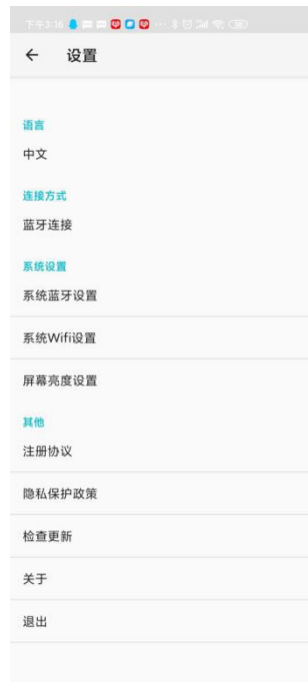 下午3:16
设置
语言
中文
连接方式
蓝牙连接
系统设置
系统蓝牙设置
系统Wifi设置
屏幕亮度设置
其他
注册协议
隐私保护政策
检查更新
关于
退出